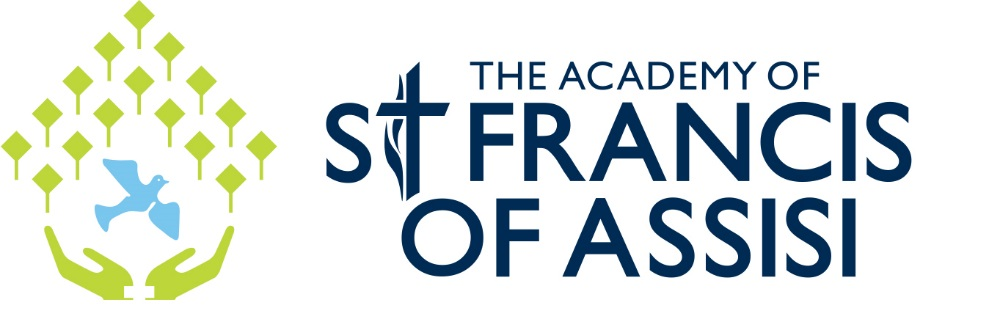 THE ACADEMY OF
St FRANCIS
OF ASSISI